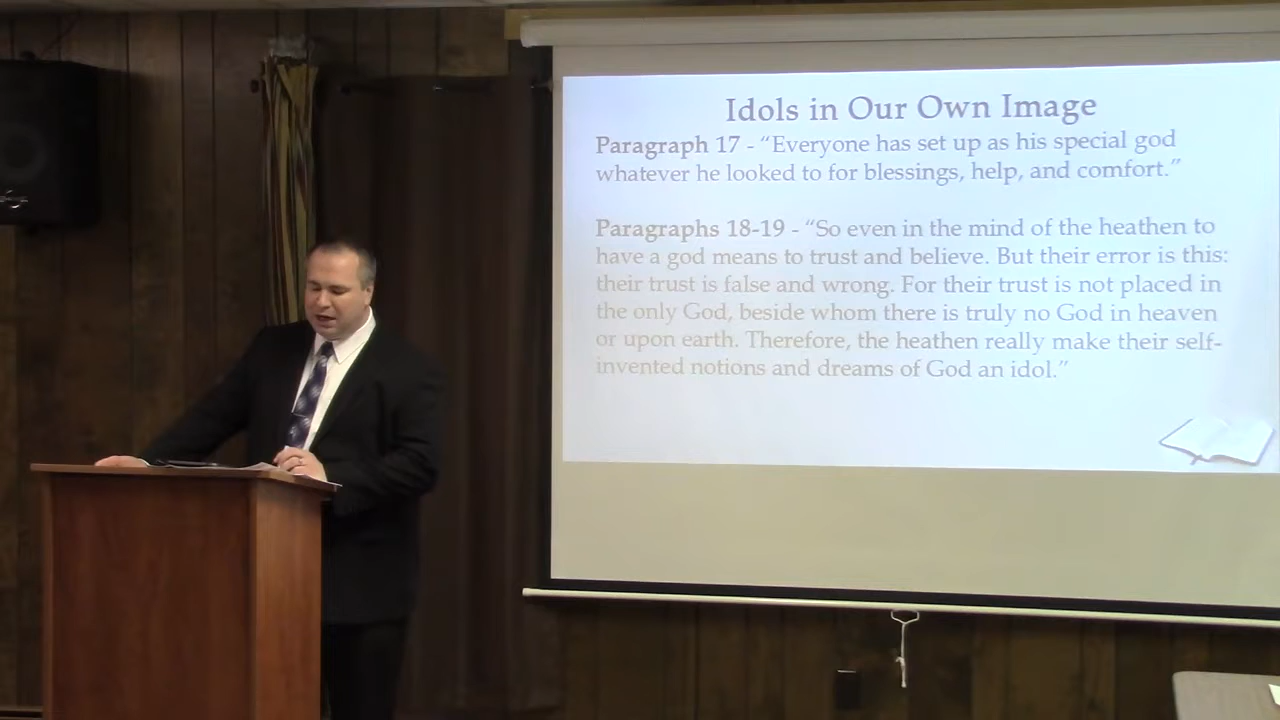 Idols in Our Own Image
Paragraph 17 - “Everyone has set up as his special god
whatever he looked to for blessings, help, and comfort.”
Paragraphs 18-19 - “So even in the mind of the heathen to
have a god means to trust and believe. But their error is this:
their trust is false and wrong. For their trust is not placed in
the only God, beside whom there is truly no God in heaven
or upon earth. Therefore, the heathen really make their self-
invented notions and dreams of God an idol.”